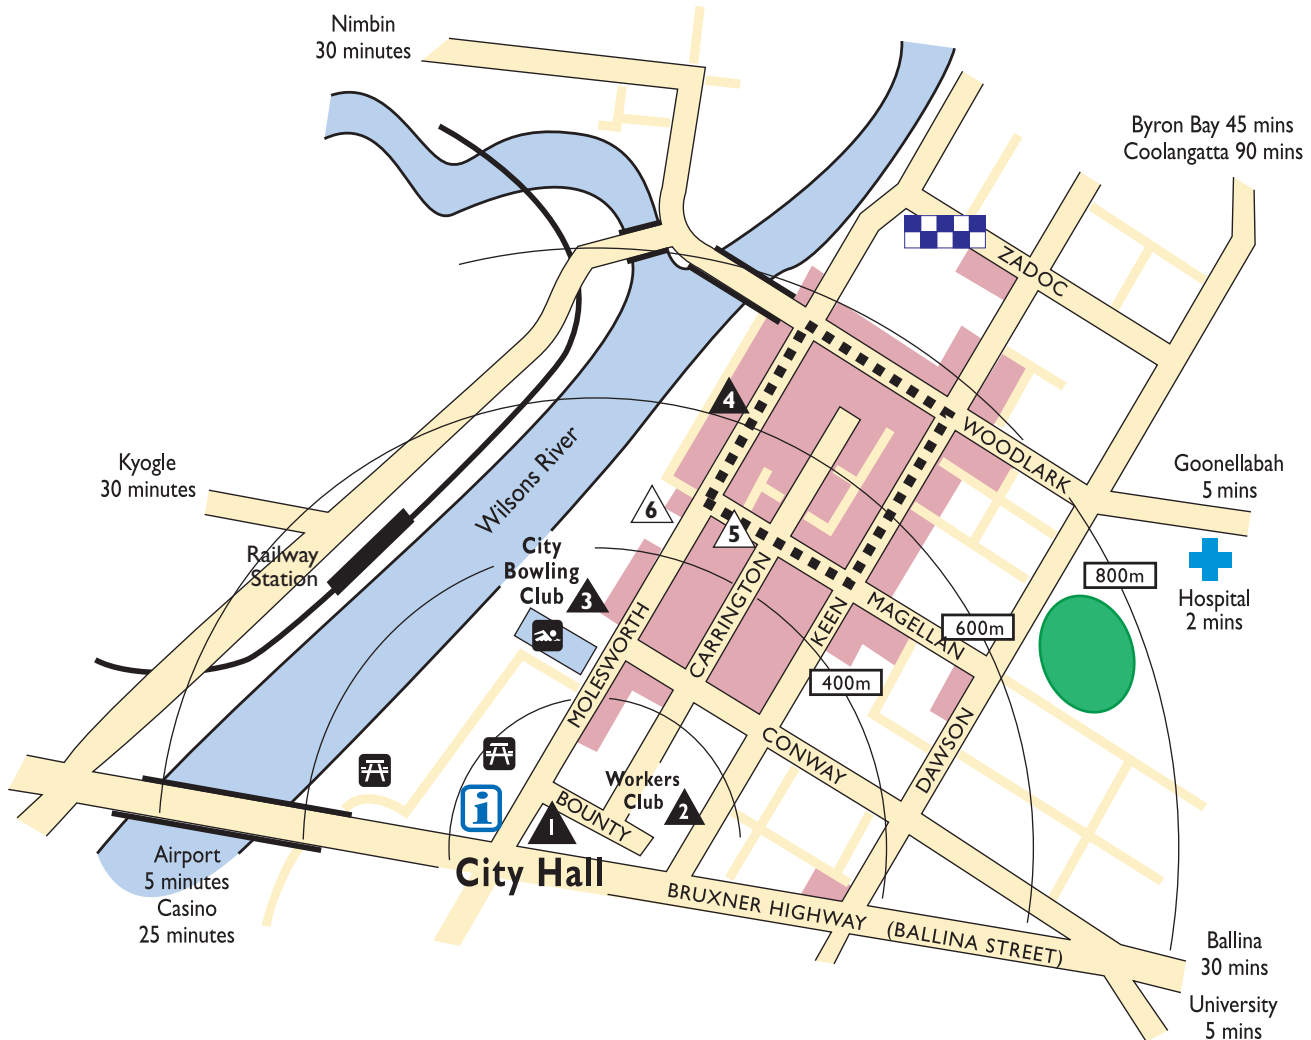 Nimbin
30 minutes
Byron Bay 45 mins
Coolangatta 90 mins
ZADOC
4
WOODLARK
Kyogle
30 minutes
Goonellabah
5 mins
Wilsons River
6
5
Railway
Station
City
Bowling
Club
3
800m
Hospital
2 mins
MAGELLAN
600m
KEEN
CARRINGTON
MOLESWORTH
400m
CONWAY
DAWSON
Workers
Club
2
i
BOUNTY
1
City Hall
Airport
5 minutes
Casino
25 minutes
BRUXNER HIGHWAY (BALLINA STREET)
Ballina
30 mins
University
5 mins